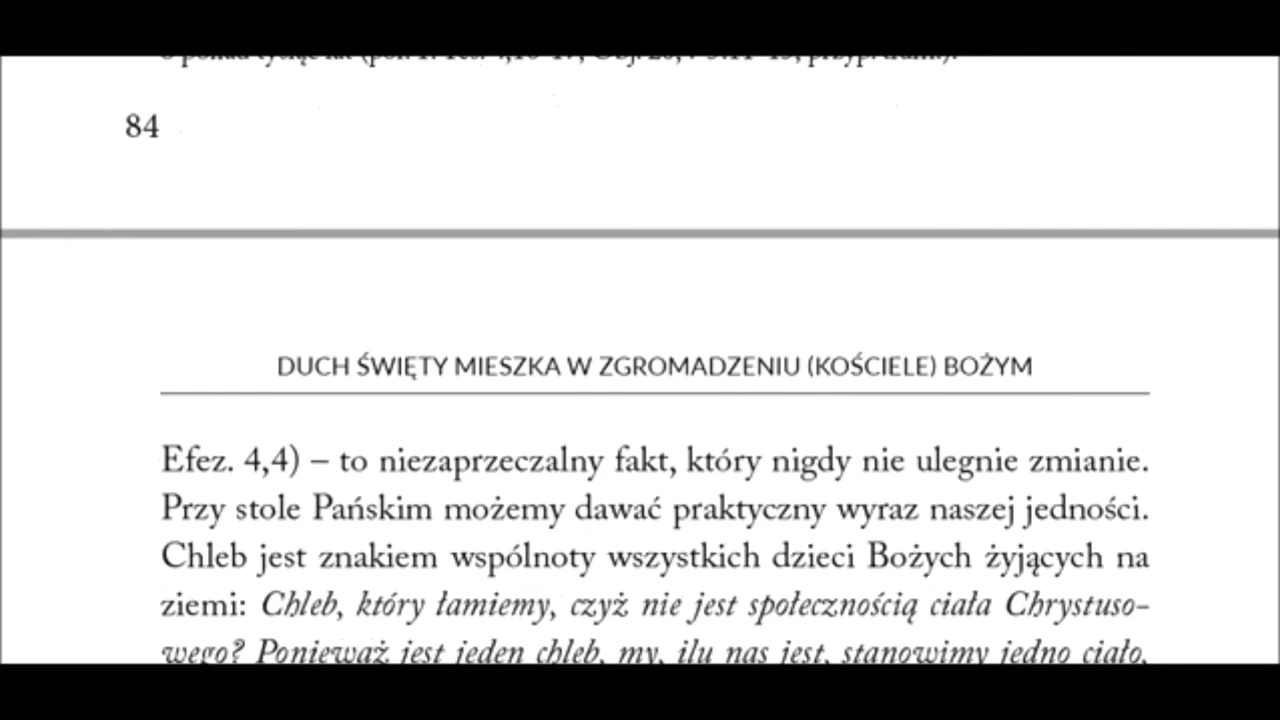 84
DUCH ŚWIĘTY MIESZKA W ZGROMADZENIU (KOŚCIELE) BOŻYM
Efez. 4,4) – to niezaprzeczalny fakt, który nigdy nie ulegnie zmianie.
Przy stole Pańskim możemy dawać praktyczny wyraz naszej jedności.
Chleb jest znakiem wspólnoty wszystkich dzieci Bożych żyjących na
ziemi: Chleb, który łamiemy, czyż nie jest społecznością ciała Chrystuso-
wego? Ponieważ jest jeden chleb, my, ilu nas jest, stanowimy jedno ciało,